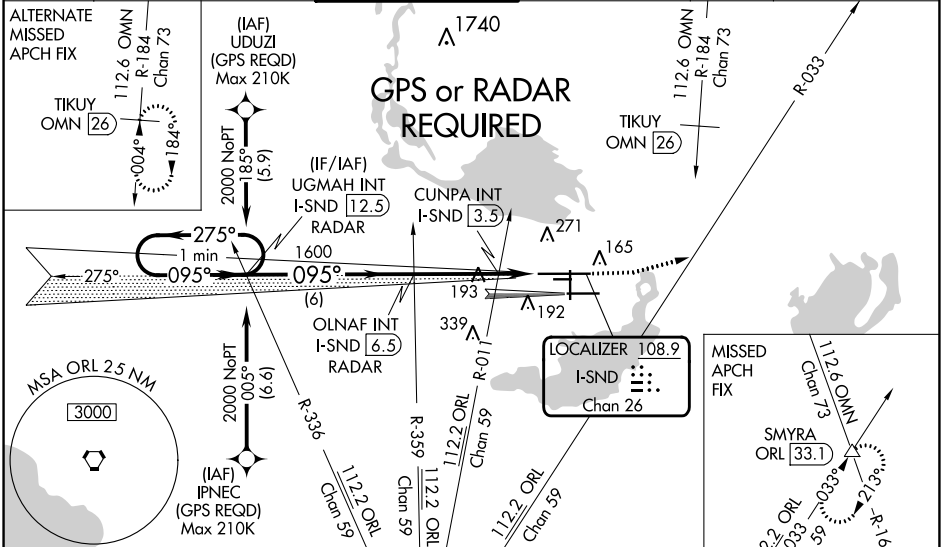 ALTERNATE
MISSED
APCH FIX
112.6 OMN
R-184
Chan 73
TIKUY
OMN 26
004°
184°
(IAF)
UDUZI
(GPS REQD)
Max 210K
2000 NoPT
185°
(5.9)
1740
GPS or RADAR
REQUIRED
112.6 OMN
R-184
Chan 73
TIKUY
OMN 26
R-033
(IF/IAF)
UGMAH INT
I-SND 12.5
RADAR
CUNPA INT
I-SND 3.5
271
165
275°
1 min
095°
275°
1600
095°
(6)
193
192
339
OLNAF INT
I-SND 6.5
RADAR
2000 NoPT
005°
(6.6)
(IAF)
IPNEC
(GPS REQD)
Max 210K
MSA ORL 25 NM
3000
R-336
112.2 ORL
Chan 59
R-359
112.2 ORL
Chan 59
R-011
112.2 ORL
Chan 59
112.2 ORL
Chan 59
LOCALIZER 108.9
I-SND
Chan 26
MISSED
APCH
FIX
112.6 OMN
Chan 73
SMYRA
ORL 33.1
033°
213°
R-16
2.2 ORL
033
59